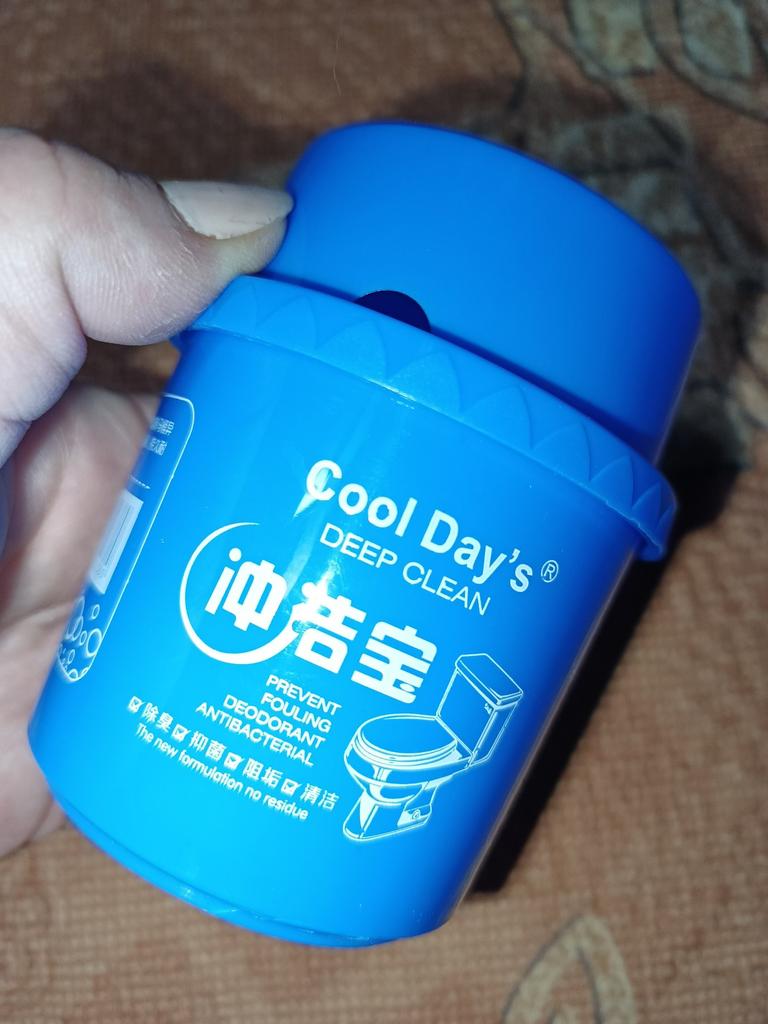 Cool Day's ®
DEEP CLEAN
冲洁宝
PREVENT
FOULING
DEODORANT
ANTIBACTERIAL
☑除臭☑抑菌☑阻垢☑清洁
The new formulation no residue